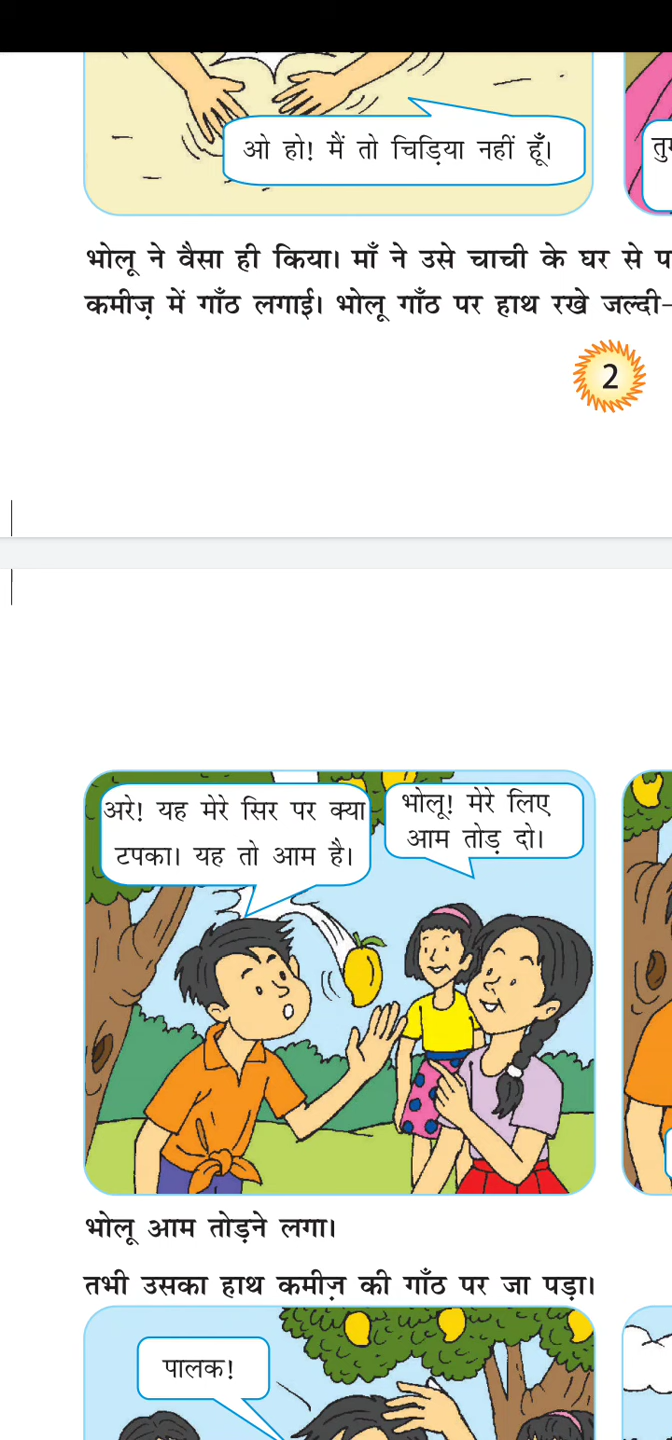 ओ हो! मैं तो चिड़िया नहीं हूँ।
भोलू ने वैसा ही किया। माँ ने उसे चाची के घर से
कमीज़ में गाँठ लगाई। भोलू गाँठ पर हाथ रखे जल्दी-
2
अरे! यह मेरे सिर पर क्या
टपका। यह तो आम है।
भोलू! मेरे लिए
आम तोड़ दो।
भोलू आम तोड़ने लगा।
तभी उसका हाथ कमीज़ की गाँठ पर जा पड़ा।
पालक!